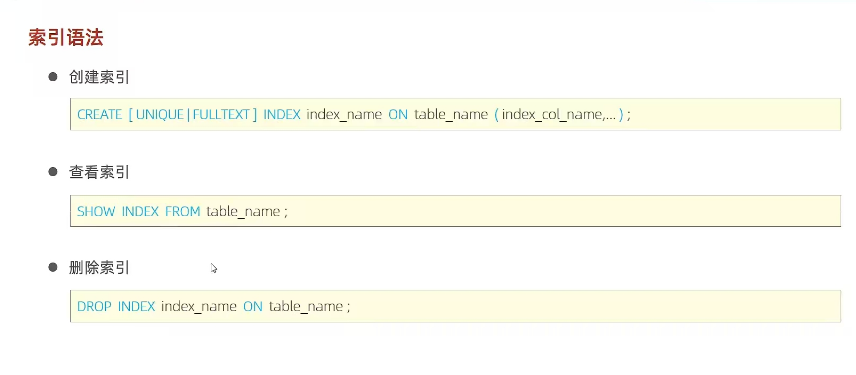 索引语法
● 创建索引
CREATE [ UNIQUE | FULLTEXT ] INDEX index_name ON table_name ( index_col_name,... ) ;
● 查看索引
SHOW INDEX FROM table_name ;
● 删除索引
DROP INDEX index_name ON table_name ;